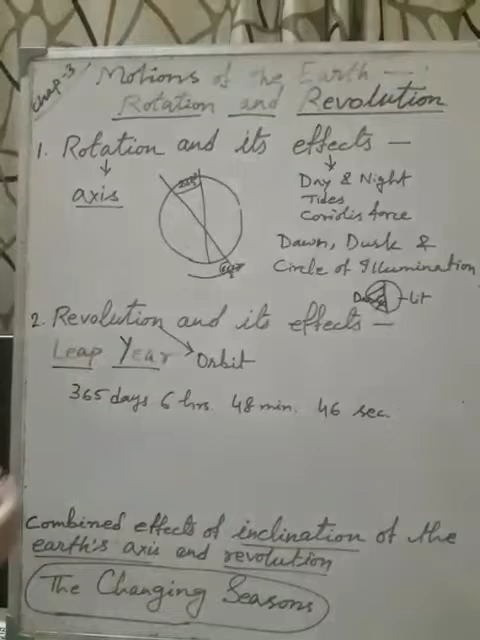 Chap-3
Motions of the Earth —
Rotation and Revolution
1. Rotation and its effects —
axis
Day & Night
Tides
Coriolis force
Dawn, Dusk &
Circle of Illumination
Lit
2. Revolution and its effects —
Leap Year
Orbit
365 days 6 hrs. 48 min. 46 sec.
Combined effects of inclination of the
earth's axis and revolution
The Changing Seasons